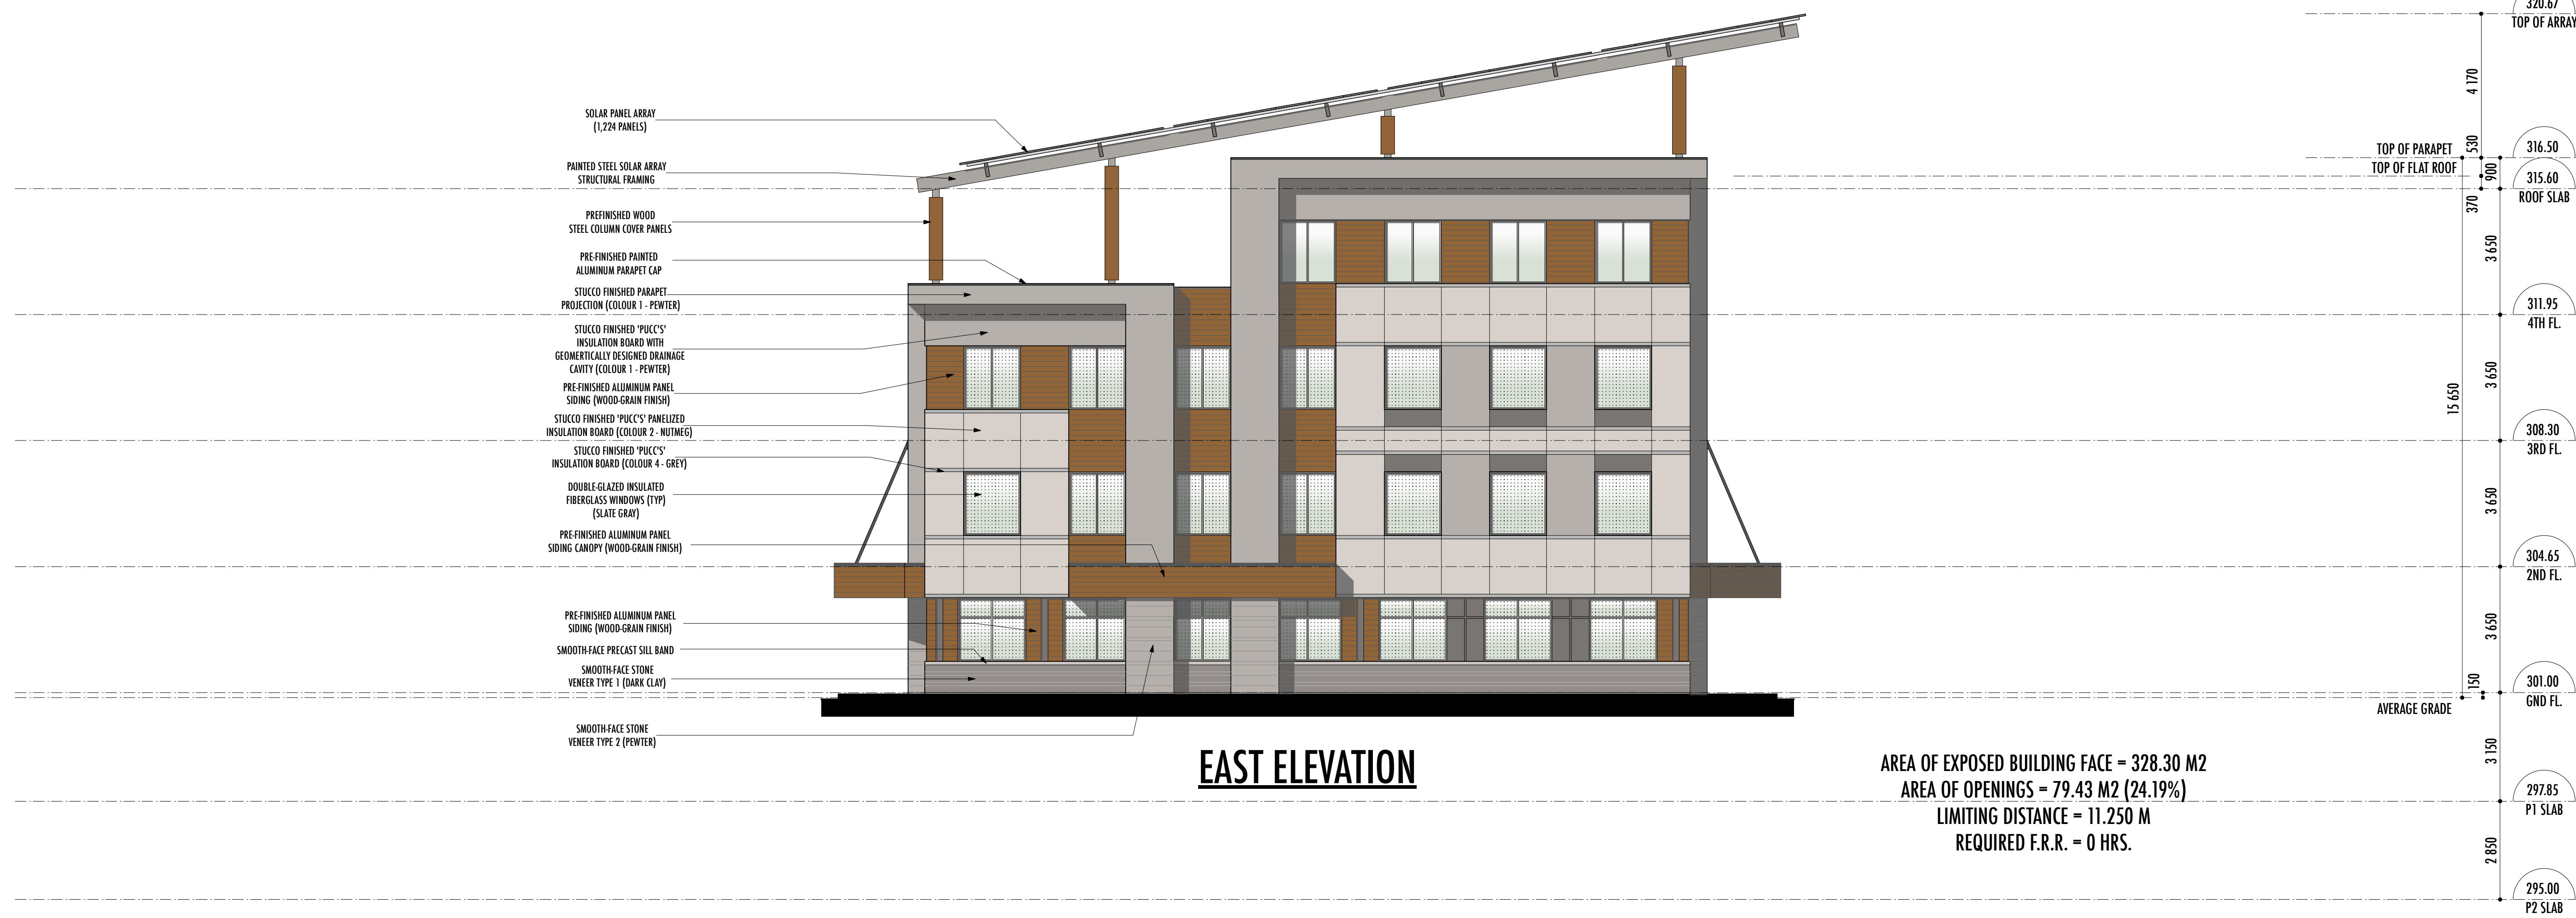 SOLAR PANEL ARRAY
(1,224 PANELS)
PAINTED STEEL SOLAR ARRAY
STRUCTURAL FRAMING
PREFINISHED WOOD
STEEL COLUMN COVER PANELS
PRE-FINISHED PAINTED
ALUMINUM PARAPET CAP
STUCCO FINISHED PARAPET
PROJECTION (COLOUR 1 - PEWTER)
STUCCO FINISHED 'PUCC'S'
INSULATION BOARD WITH
GEOMERTICALLY DESIGNED DRAINAGE
CAVITY (COLOUR 1 - PEWTER)
PRE-FINISHED ALUMINUM PANEL
SIDING (WOOD-GRAIN FINISH)
STUCCO FINISHED 'PUCC'S' PANELIZED
INSULATION BOARD (COLOUR 2 - NUTMEG)
STUCCO FINISHED 'PUCC'S'
INSULATION BOARD (COLOUR 4 - GREY)
DOUBLE-GLAZED INSULATED
FIBERGLASS WINDOWS (TYP)
(SLATE GRAY)
PRE-FINISHED ALUMINUM PANEL
SIDING CANOPY (WOOD-GRAIN FINISH)
PRE-FINISHED ALUMINUM PANEL
SIDING (WOOD-GRAIN FINISH)
SMOOTH-FACE PRECAST SILL BAND
SMOOTH-FACE STONE
VENEER TYPE 1 (DARK CLAY)
SMOOTH-FACE STONE
VENEER TYPE 2 (PEWTER)
EAST ELEVATION
AREA OF EXPOSED BUILDING FACE = 328.30 M2
AREA OF OPENINGS = 79.43 M2 (24.19%)
LIMITING DISTANCE = 11.250 M
REQUIRED F.R.R. = 0 HRS.
TOP OF PARAPET
TOP OF FLAT ROOF
AVERAGE GRADE
15 650
4 170
530
370
150
900
3 650
3 650
3 650
3 650
3 150
2 850
320.67
TOP OF ARRAY
316.50
315.60
ROOF SLAB
311.95
4TH FL.
308.30
3RD FL.
304.65
2ND FL.
301.00
GND FL.
297.85
P1 SLAB
295.00
P2 SLAB